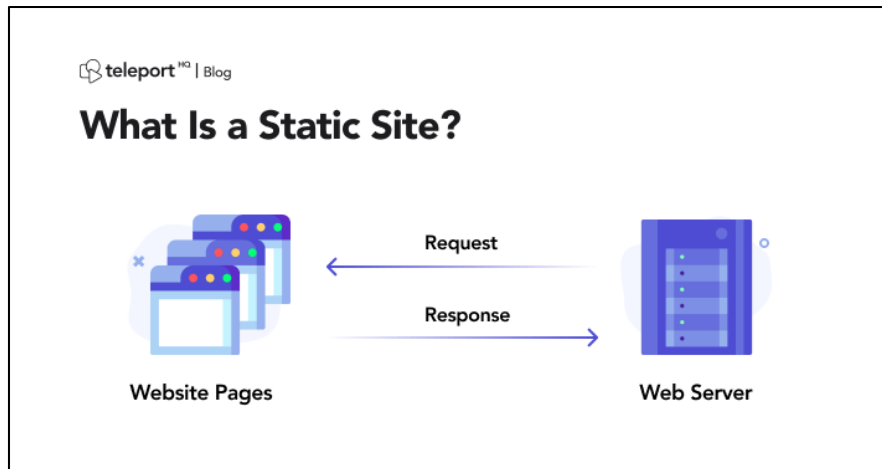 teleport HQ | Blog
What Is a Static Site?
Request
Response
Website Pages
Web Server